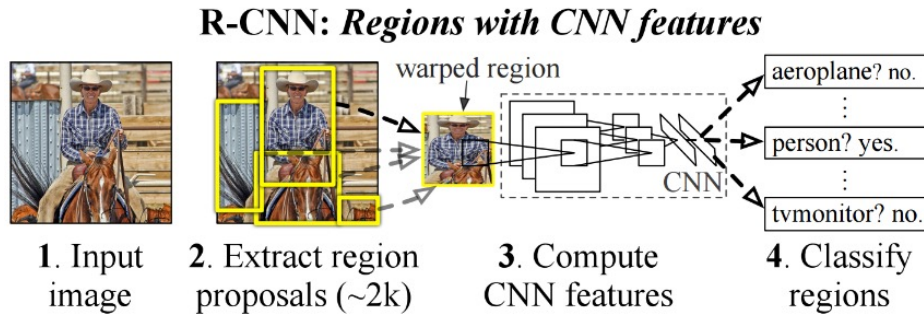 R-CNN: Regions with CNN features
warped region
aeroplane? no.
⋮
person? yes.
⋮
tvmonitor? no.
CNN
1. Input
image
2. Extract region
proposals (~2k)
3. Compute
CNN features
4. Classify
regions